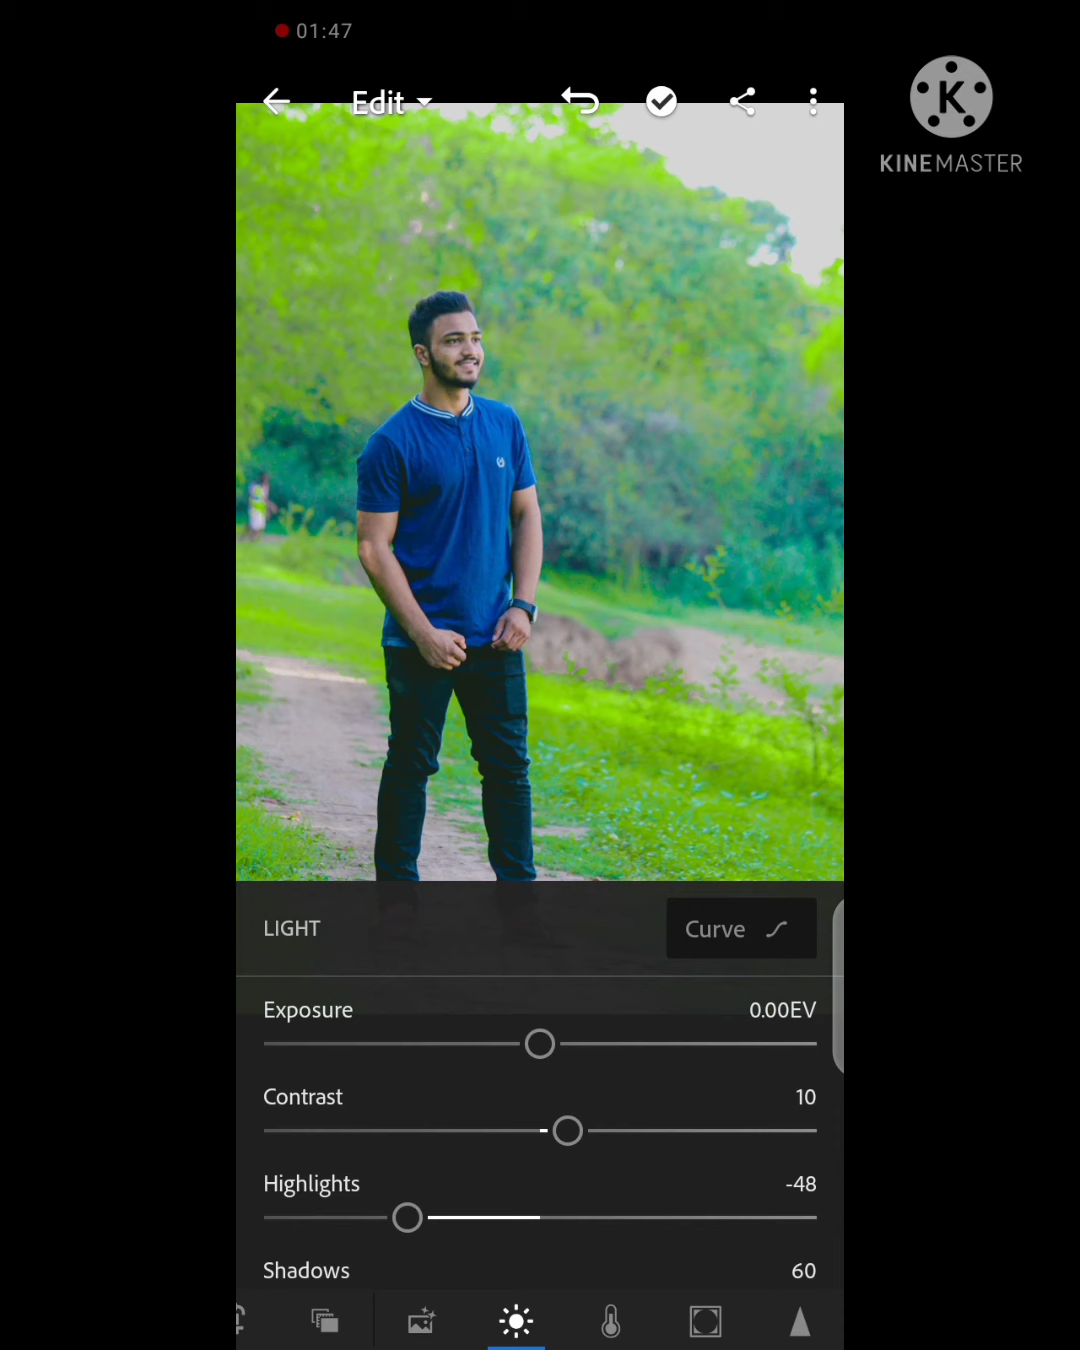 01:47
Edit
K
KINEMASTER
LIGHT
Curve
Exposure 0.00EV
Contrast 10
Highlights -48
Shadows 60